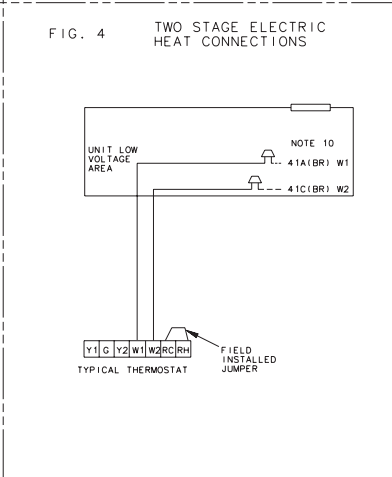 FIG. 4
TWO STAGE ELECTRIC
HEAT CONNECTIONS
UNIT LOW
VOLTAGE
AREA
NOTE 10
41A(BR) W1
41C(BR) W2
Y1 G Y2 W1 W2 RC RH
FIELD
INSTALLED
JUMPER
TYPICAL THERMOSTAT